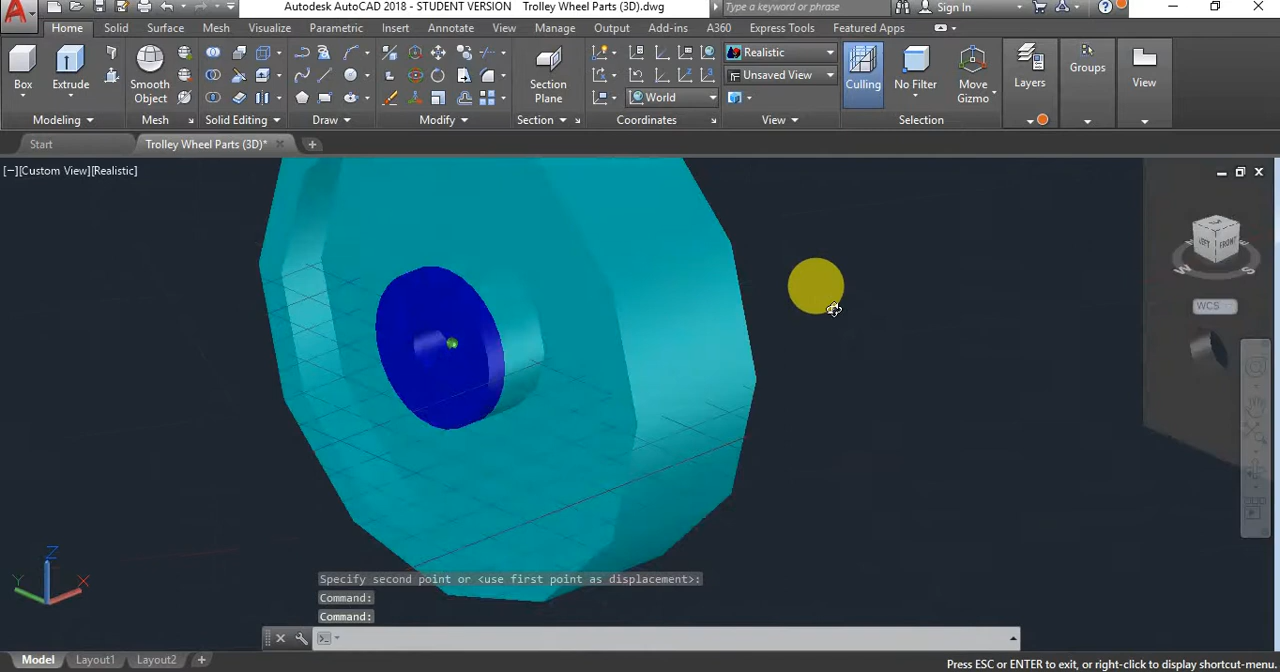 Autodesk AutoCAD 2018 - STUDENT VERSION Trolley Wheel Parts (3D).dwg
Type a keyword or phrase
Sign In
Home Solid Surface Mesh Visualize Parametric Insert Annotate View Manage Output Add-ins A360 Express Tools Featured Apps
Realistic
Unsaved View
World
Box
Extrude
Smooth Object
Section Plane
Culling
No Filter
Move Gizmo
Layers
Groups
View
Modeling
Mesh
Solid Editing
Draw
Modify
Section
Coordinates
View
Selection
Start
Trolley Wheel Parts (3D)*
[−][Custom View][Realistic]
LEFT
FRONT
W
S
WCS
Z
Y
X
Specify second point or <use first point as displacement>:
Command:
Command:
Model
Layout1
Layout2
Press ESC or ENTER to exit, or right-click to display shortcut-menu.